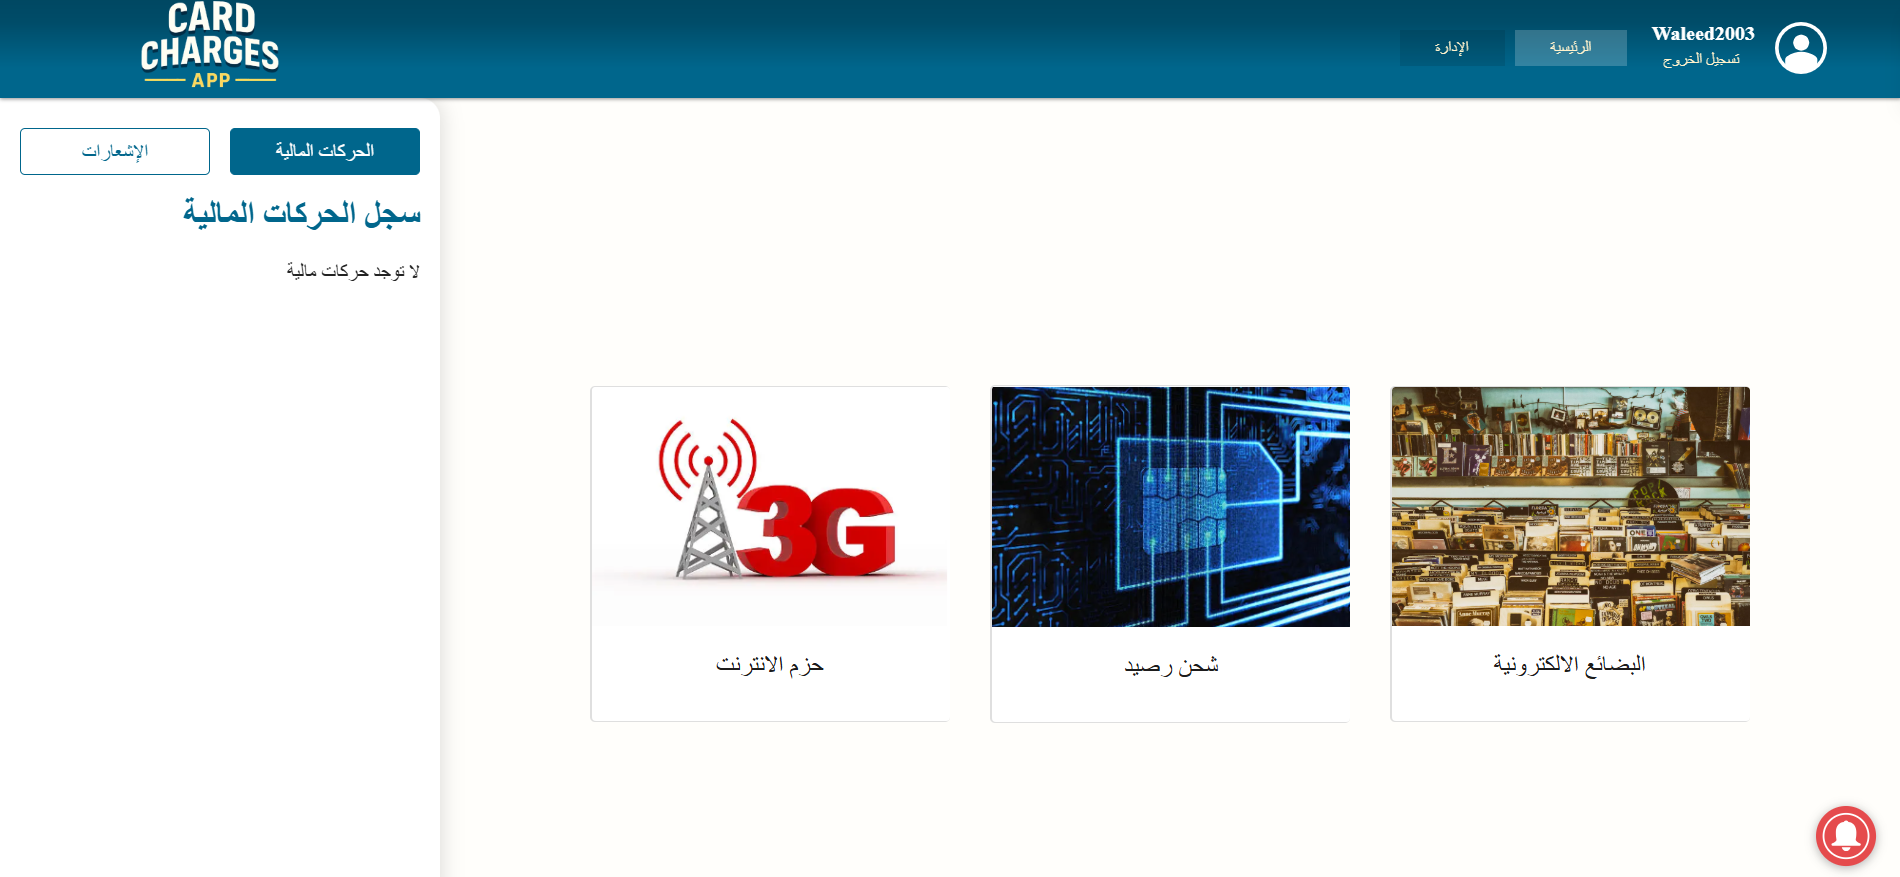 Waleed2003
تسجيل الخروج
الرئيسية
الإدارة
CARD
CHARGES
APP
الحركات المالية
الإشعارات
سجل الحركات المالية
لا توجد حركات مالية
البضائع الالكترونية
شحن رصيد
حزم الانترنت
3G